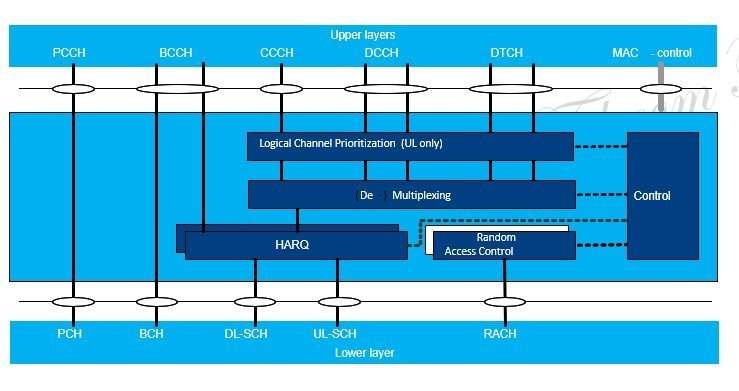 Upper layers
PCCH BCCH CCCH DCCH DTCH MAC - control
Logical Channel Prioritization (UL only)
(De -) Multiplexing
Control
HARQ
Random
Access Control
PCH BCH DL-SCH UL-SCH RACH
Lower layer